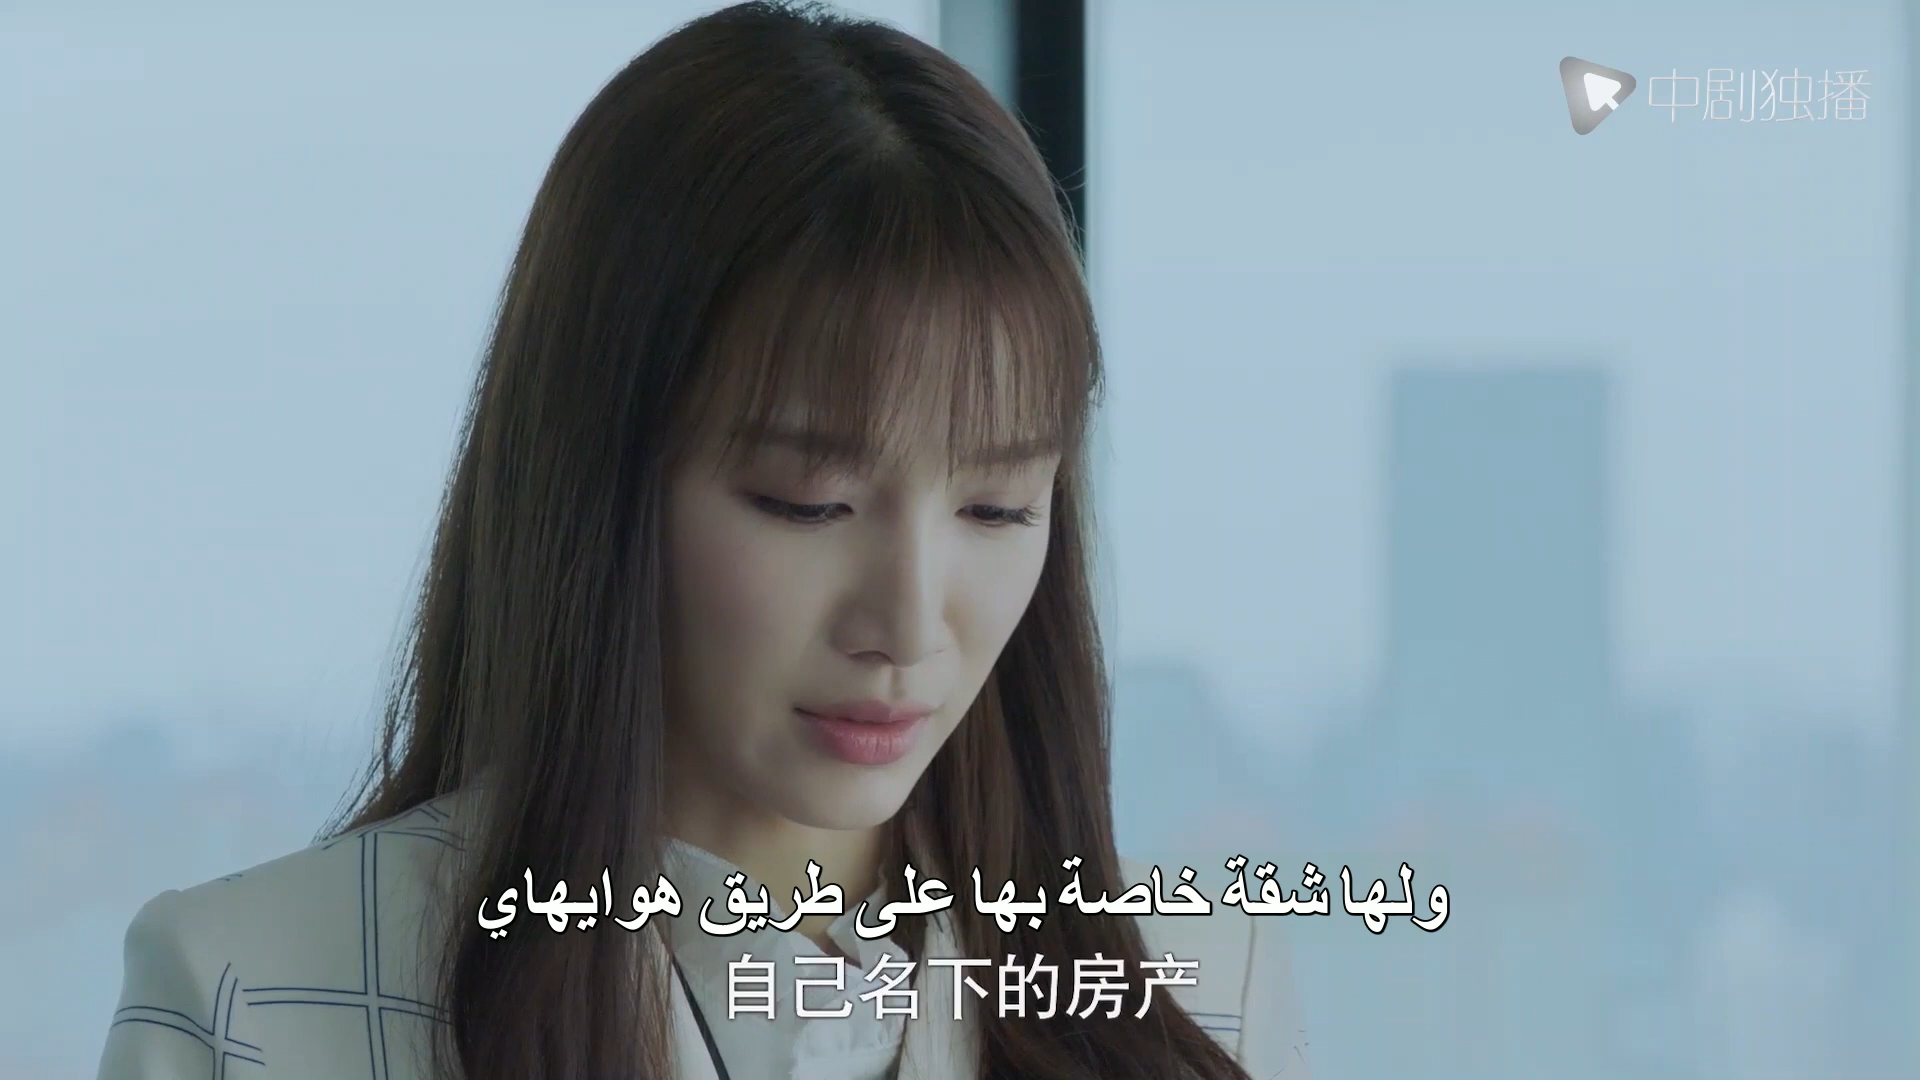 中剧独播
ولها شقة خاصة بها على طريق هوايهاي
自己名下的房产